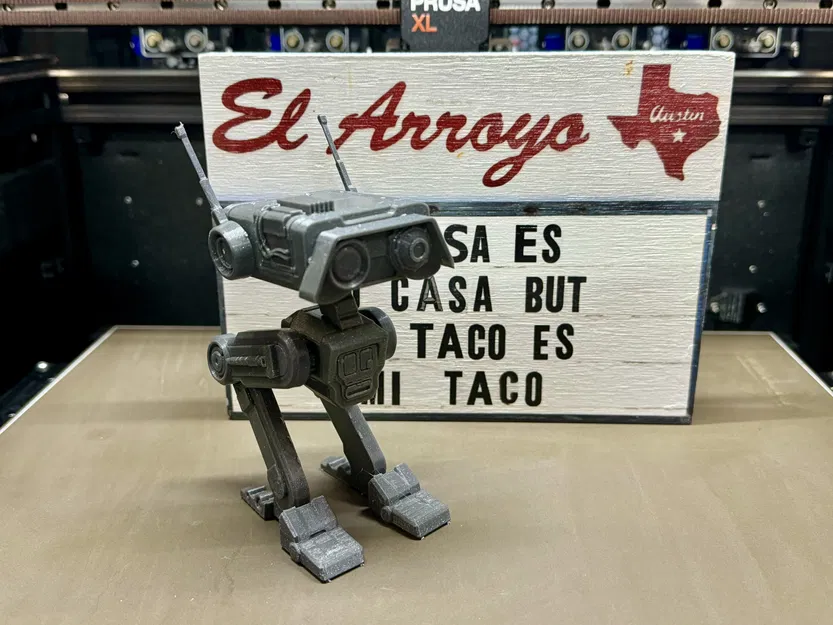 PRUSA
XL
El Arroyo
Austin
SA ES
CASA BUT
TACO ES
MI TACO